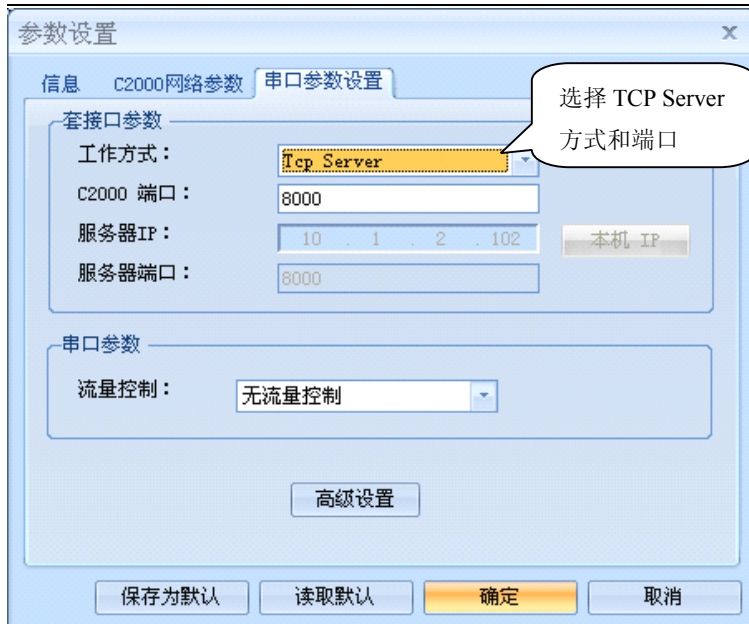 参数设置
信息 C2000网络参数 串口参数设置
选择 TCP Server
方式和端口
套接口参数
工作方式： Tcp Server
C2000 端口： 8000
服务器IP： 10 . 1 . 2 . 102 本机 IP
服务器端口： 8000
串口参数
流量控制： 无流量控制
高级设置
保存为默认 读取默认 确定 取消